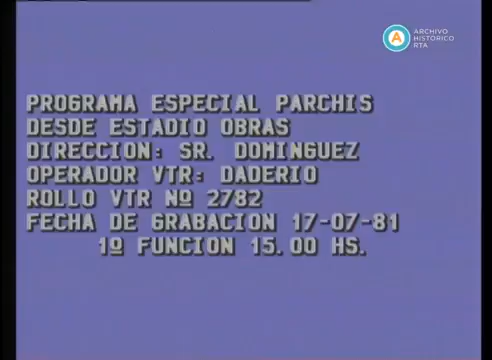 A ARCHIVO
HISTÓRICO
RTA
PROGRAMA ESPECIAL PARCHIS
DESDE ESTADIO OBRAS
DIRECCION: SR. DOMINGUEZ
OPERADOR VTR: DADERIO
ROLLO VTR Nº 2782
FECHA DE GRABACION 17-07-81
1º FUNCION 15.00 HS.